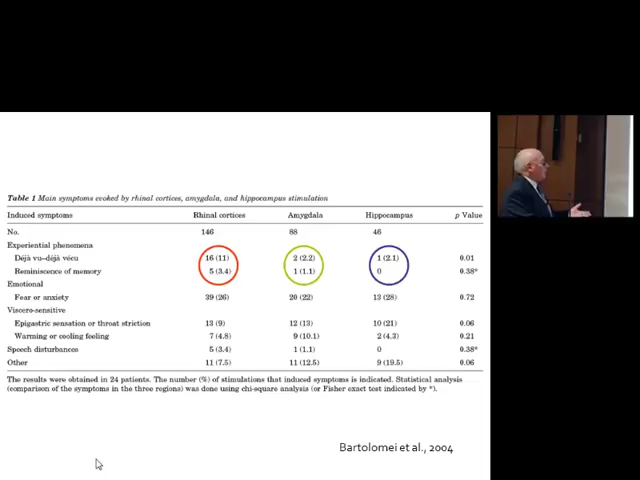 Table 1 Main symptoms evoked by rhinal cortices, amygdala, and hippocampus stimulation
Induced symptoms Rhinal cortices Amygdala Hippocampus p Value
No. 146 88 46
Experiential phenomena
Déjà vu–déjà vécu 16 (11) 2 (2.2) 1 (2.1) 0.01
Reminiscence of memory 5 (3.4) 1 (1.1) 0 0.38*
Emotional
Fear or anxiety 39 (26) 20 (22) 13 (28) 0.72
Viscero-sensitive
Epigastric sensation or throat striction 13 (9) 12 (13) 10 (21) 0.06
Warming or cooling feeling 7 (4.8) 9 (10.1) 2 (4.3) 0.21
Speech disturbances 5 (3.4) 1 (1.1) 0 0.38*
Other 11 (7.5) 11 (12.5) 9 (19.5) 0.06
The results were obtained in 24 patients. The number (%) of stimulations that induced symptoms is indicated. Statistical analysis
(comparison of the symptoms in the three regions) was done using chi-square analysis (or Fisher exact test indicated by *).
Bartolomei et al., 2004